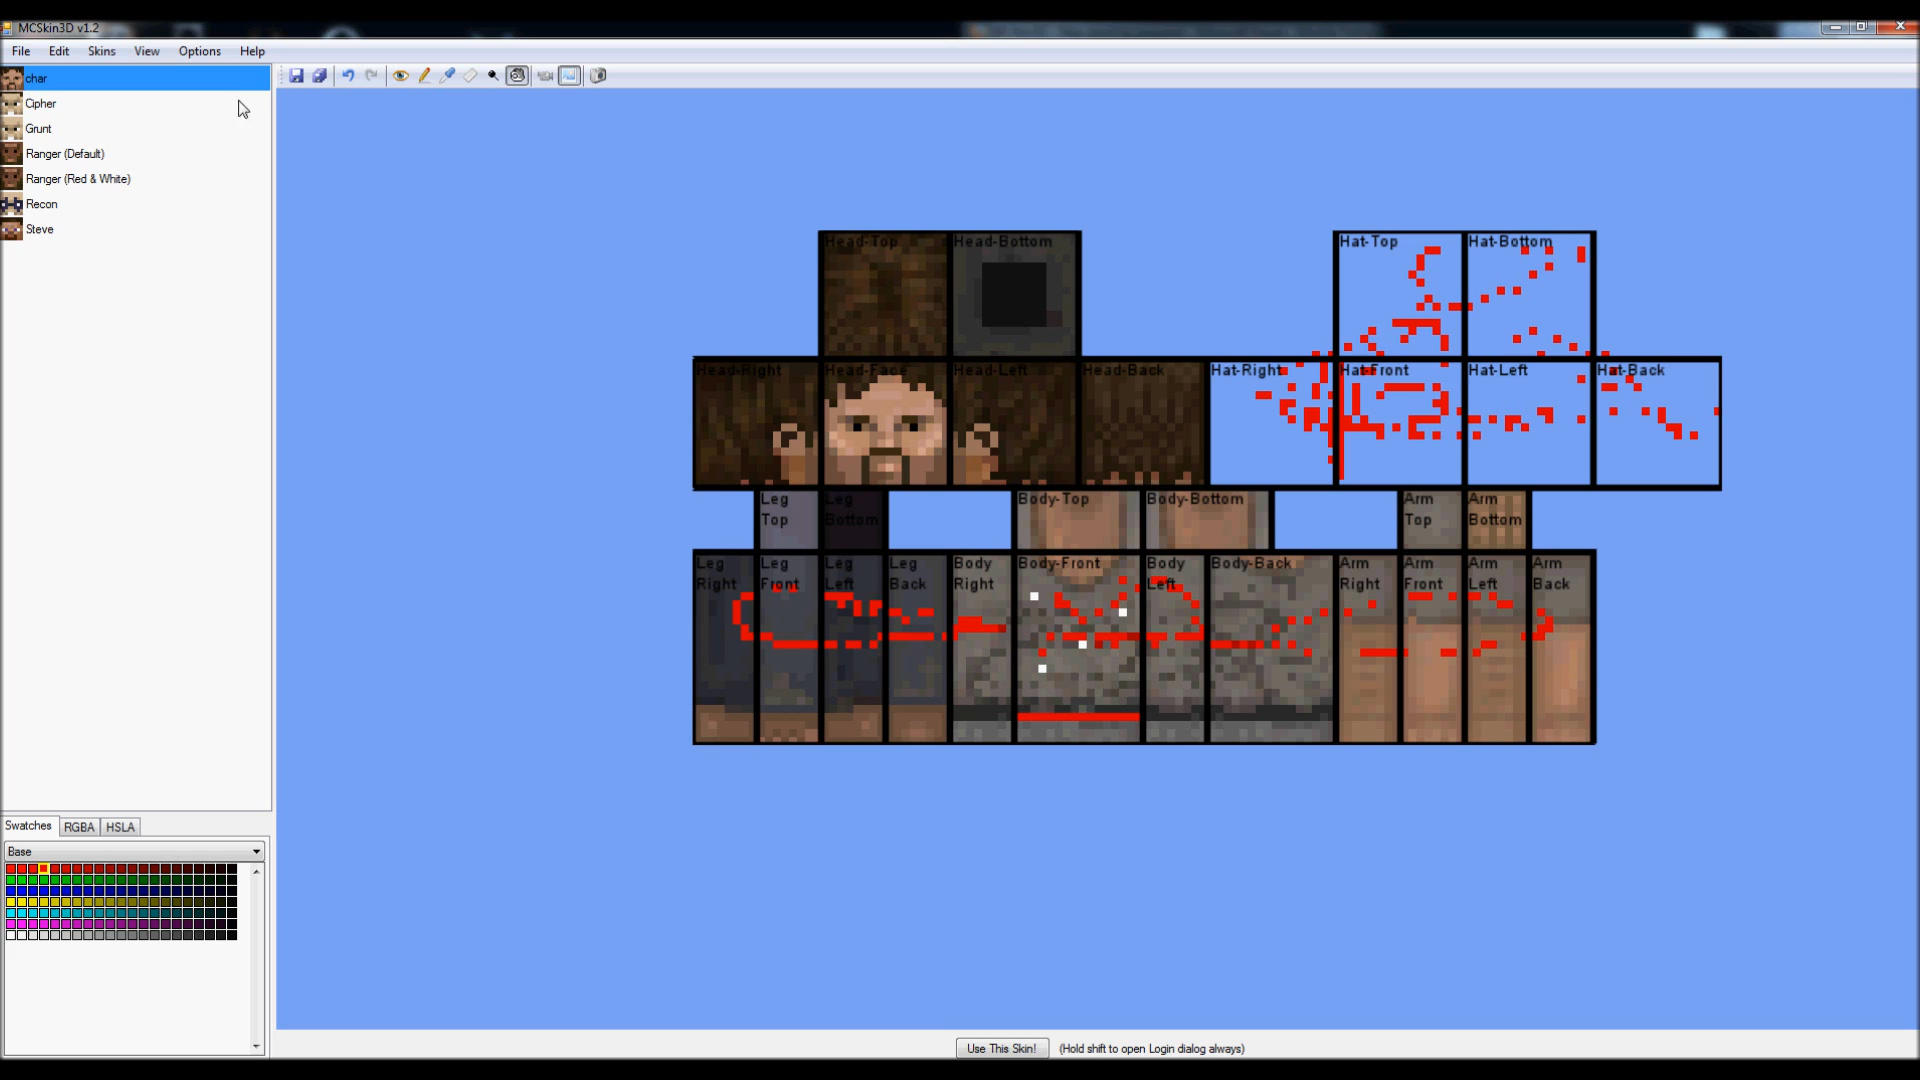 MCSkin3D v1.2
File Edit Skins View Options Help
char
Cipher
Grunt
Ranger (Default)
Ranger (Red & White)
Recon
Steve
Head-Top Head-Bottom Hat-Top Hat-Bottom
Head-Right Head-Face Head-Left Head-Back Hat-Right Hat-Front Hat-Left Hat-Back
Leg Top Leg Bottom Body-Top Body-Bottom Arm Top Arm Bottom
Leg Right Leg Front Leg Left Leg Back Body Right Body-Front Body Left Body-Back Arm Right Arm Front Arm Left Arm Back
Swatches RGBA HSLA
Base
Use This Skin! (Hold shift to open Login dialog always)